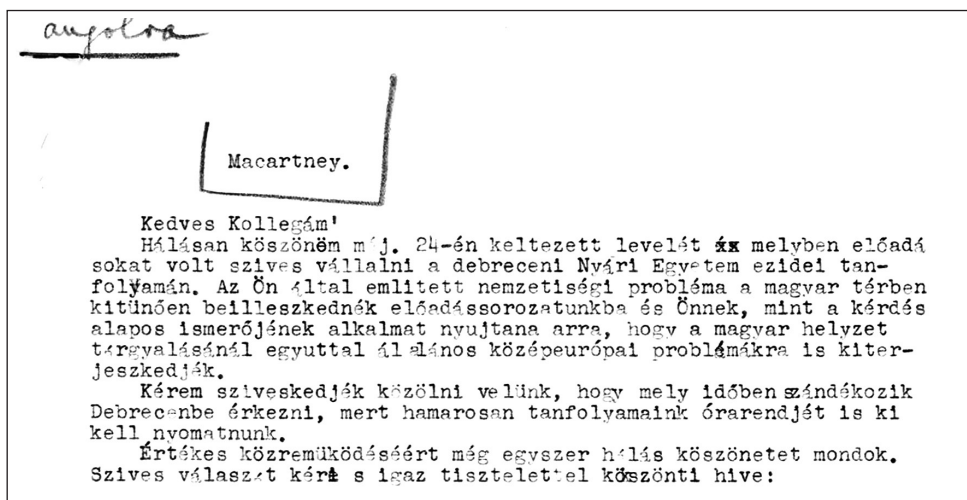 angolra
Macartney.
Kedves Kollegám'
Hálásan köszönöm máj. 24-én keltezett levelét melyben előadá
sokat volt szives vállalni a debreceni Nyári Egyetem ezidei tan-
folyamán. Az Ön által emlitett nemzetiségi probléma a magyar térben
kitünően beilleszkednék előadássorozatunkba és Önnek, mint a kérdés
alapos ismerőjének alkalmat nyujtana arra, hogy a magyar helyzet
tárgyalásánál egyuttal általános középeurópai problémákra is kiter-
jeszkedjék.
Kérem sziveskedjék közölni velünk, hogy mely időben szándékozik
Debrecenbe érkezni, mert hamarosan tanfolyamaink órarendjét is ki
kell nyomatnunk.
Értékes közremüködéséért még egyszer hálás köszönetet mondok.
Szives válaszát kéri s igaz tisztelettel köszönti hive: